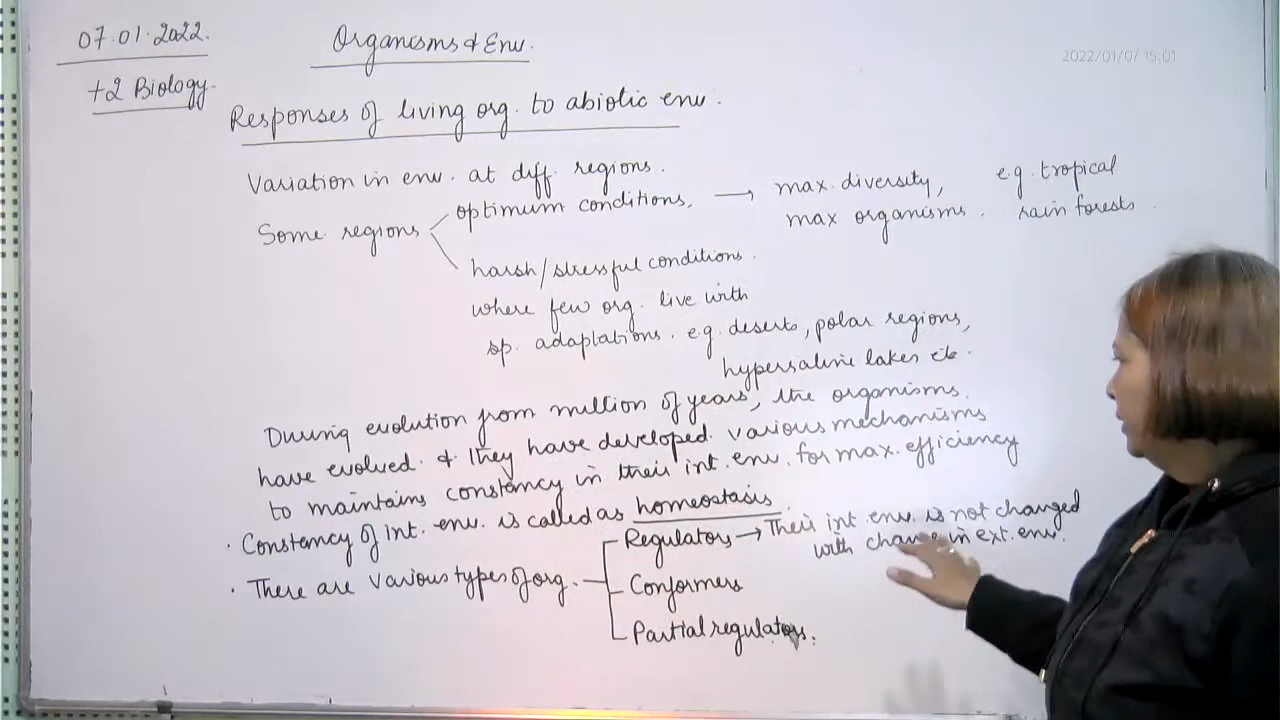 07.01.2022.
Organisms & Env.
2022/01/07 15:01
+2 Biology.
Responses of living org. to abiotic env.
Variation in env. at diff. regions.
Some regions
optimum conditions. → max. diversity, e.g. tropical
max organisms. rain forests.
harsh/stressful conditions.
where few org. live with
sp. adaptations. e.g. deserts, polar regions,
hypersaline lakes etc.
During evolution from million of years, the organisms.
have evolved. & they have developed. various mechanisms
to maintains constancy in their int. env. for max. efficiency
· Constancy of int. env. is called as homeostasis.
· There are various types of org.
Regulators → Their int env. is not changed
with change in ext. env.
Conformers
Partial regulators.